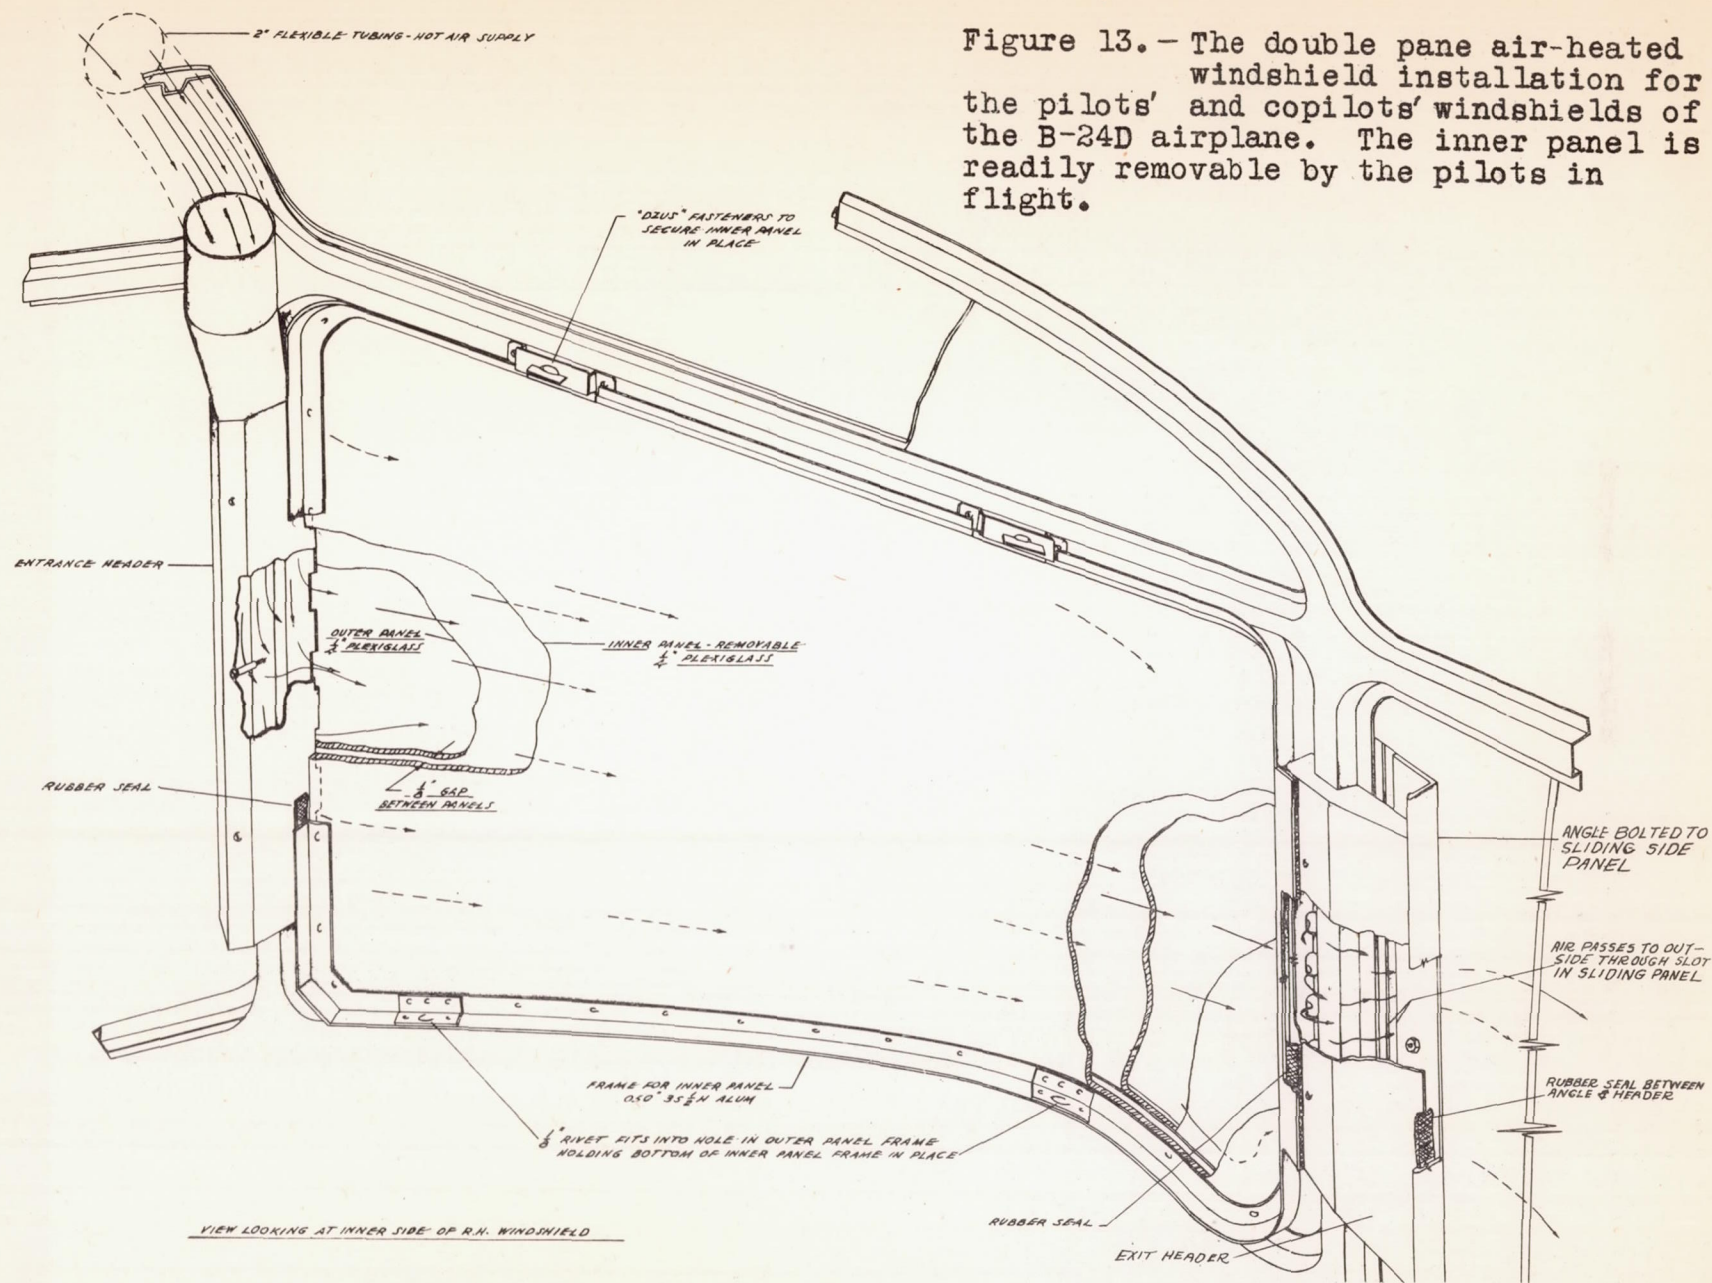 2" FLEXIBLE TUBING - HOT AIR SUPPLY
Figure 13. – The double pane air-heated
windshield installation for
the pilots' and copilots' windshields of
the B-24D airplane. The inner panel is
readily removable by the pilots in
flight.
"DZUS" FASTENERS TO
SECURE INNER PANEL
IN PLACE
ENTRANCE HEADER
OUTER PANEL
1/4" PLEXIGLASS
INNER PANEL - REMOVABLE
1/4" PLEXIGLASS
RUBBER SEAL
1/8" GAP
BETWEEN PANELS
ANGLE BOLTED TO
SLIDING SIDE
PANEL
AIR PASSES TO OUT-
SIDE THROUGH SLOT
IN SLIDING PANEL
RUBBER SEAL BETWEEN
ANGLE & HEADER
FRAME FOR INNER PANEL
.050" 3S 1/2 H ALUM
1/8" RIVET FITS INTO HOLE IN OUTER PANEL FRAME
HOLDING BOTTOM OF INNER PANEL FRAME IN PLACE
VIEW LOOKING AT INNER SIDE OF R.H. WINDSHIELD
RUBBER SEAL
EXIT HEADER